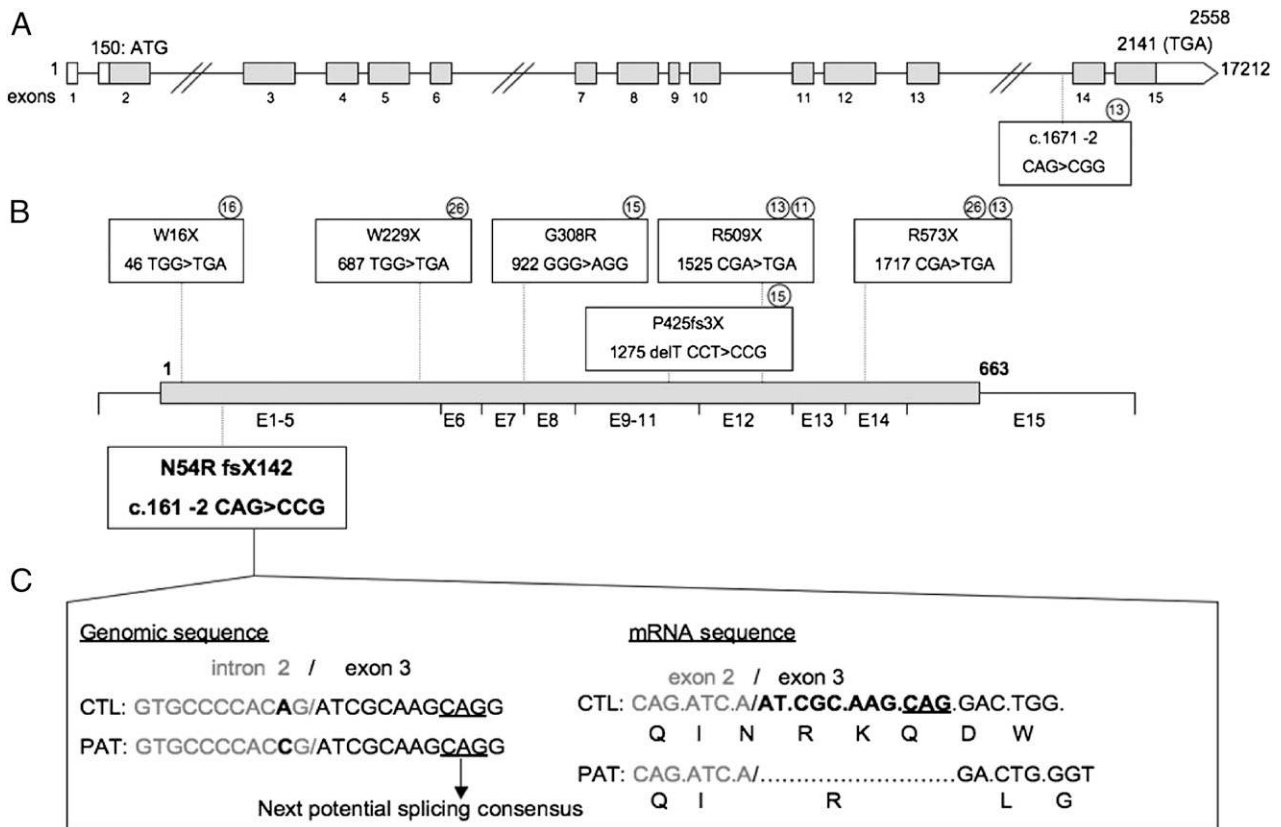 A
2558
150: ATG
2141 (TGA)
1
17212
exons
1 2 3 4 5 6 7 8 9 10 11 12 13 14 15
13
c.1671 -2
CAG>CGG
B
16
W16X
46 TGG>TGA
26
W229X
687 TGG>TGA
15
G308R
922 GGG>AGG
13 11
R509X
1525 CGA>TGA
26 13
R573X
1717 CGA>TGA
15
P425fs3X
1275 delT CCT>CCG
1
663
E1-5 E6 E7 E8 E9-11 E12 E13 E14 E15
N54R fsX142
c.161 -2 CAG>CCG
C
Genomic sequence
intron 2 / exon 3
CTL: GTGCCCCACAG/ATCGCAAGCAGG
PAT: GTGCCCCACCG/ATCGCAAGCAGG
Next potential splicing consensus
mRNA sequence
exon 2 / exon 3
CTL: CAG.ATC.A/AT.CGC.AAG.CAG.GAC.TGG.
Q I N R K Q D W
PAT: CAG.ATC.A/..........................GA.CTG.GGT
Q I R L G